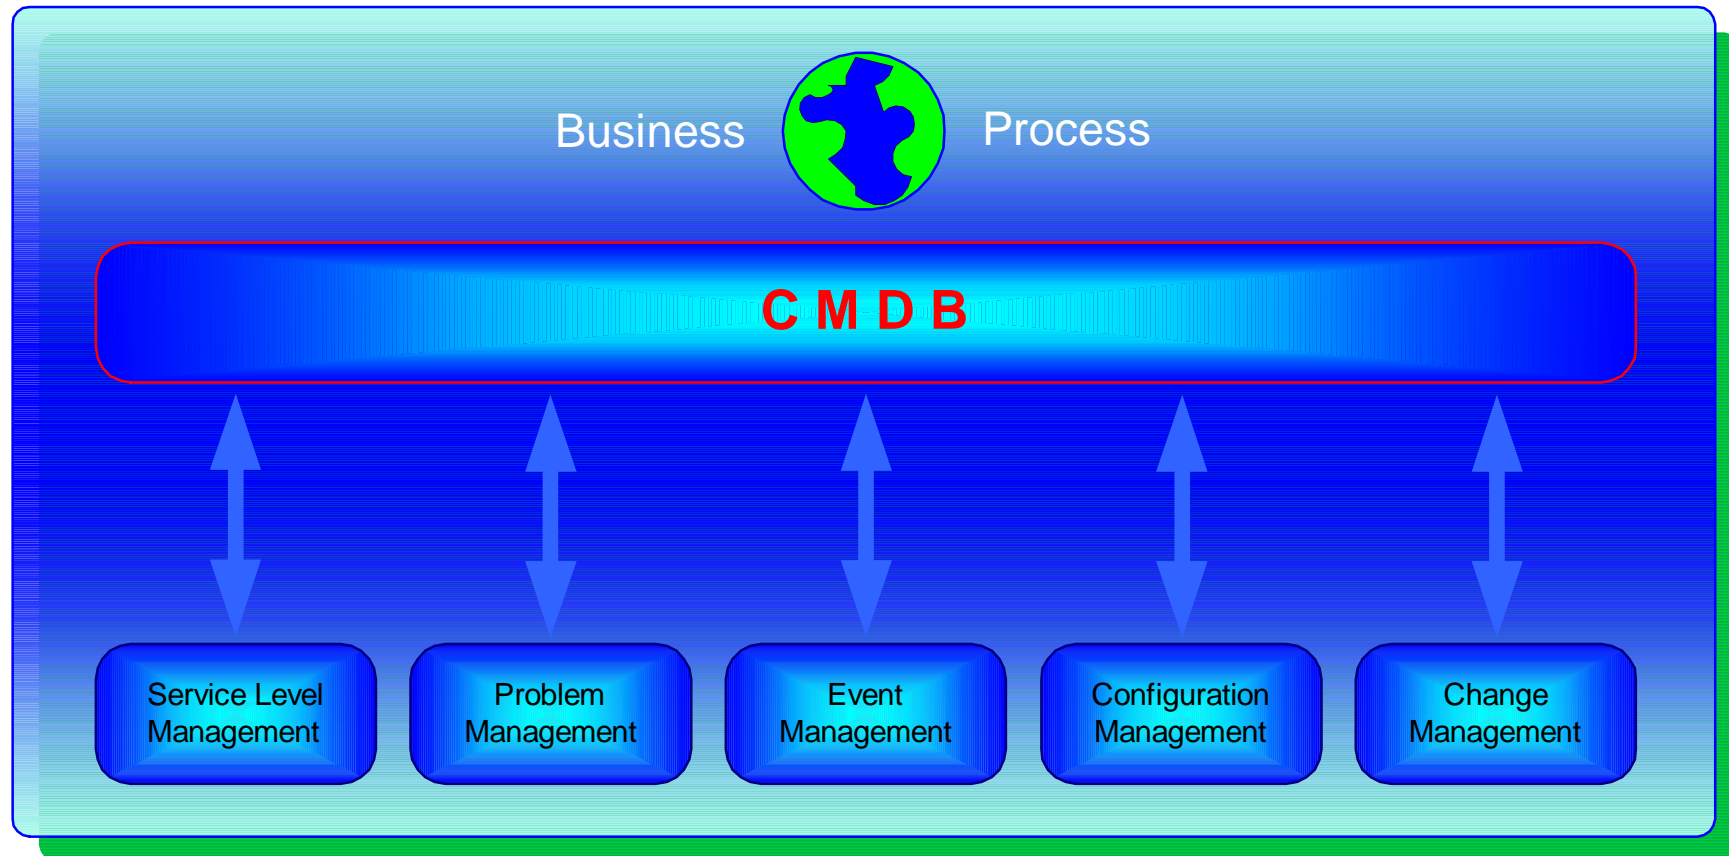 Business Process
C M D B
Service Level
Management
Problem
Management
Event
Management
Configuration
Management
Change
Management